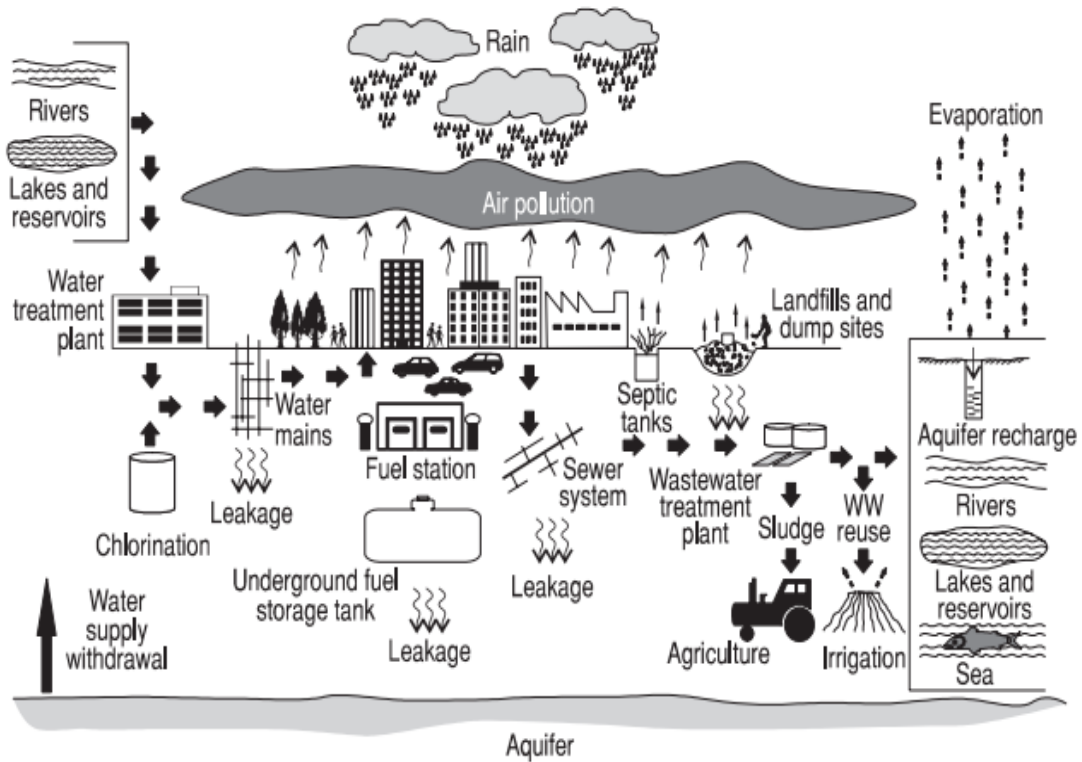 Rain
Rivers
Lakes and
reservoirs
Evaporation
Air pollution
Water
treatment
plant
Landfills and
dump sites
Water
mains
Septic
tanks
Aquifer recharge
Fuel station
Sewer
system
Wastewater
treatment
plant
Rivers
Leakage
Chlorination
Sludge
WW
reuse
Underground fuel
storage tank
Leakage
Lakes and
reservoirs
Water
supply
withdrawal
Leakage
Agriculture
Irrigation
Sea
Aquifer